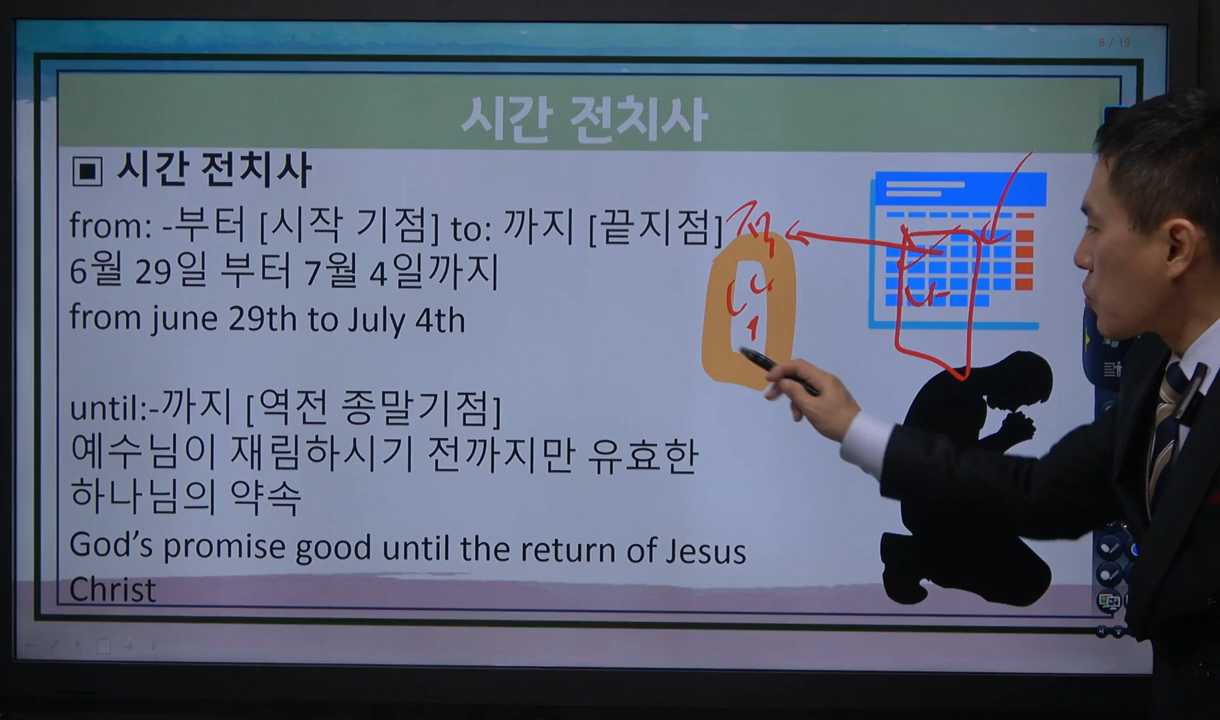 8 / 19
시간 전치사
▣ 시간 전치사
from: -부터 [시작 기점] to: 까지 [끝지점]
6월 29일 부터 7월 4일까지
from june 29th to July 4th
until:-까지 [역전 종말기점]
예수님이 재림하시기 전까지만 유효한
하나님의 약속
God's promise good until the return of Jesus
Christ